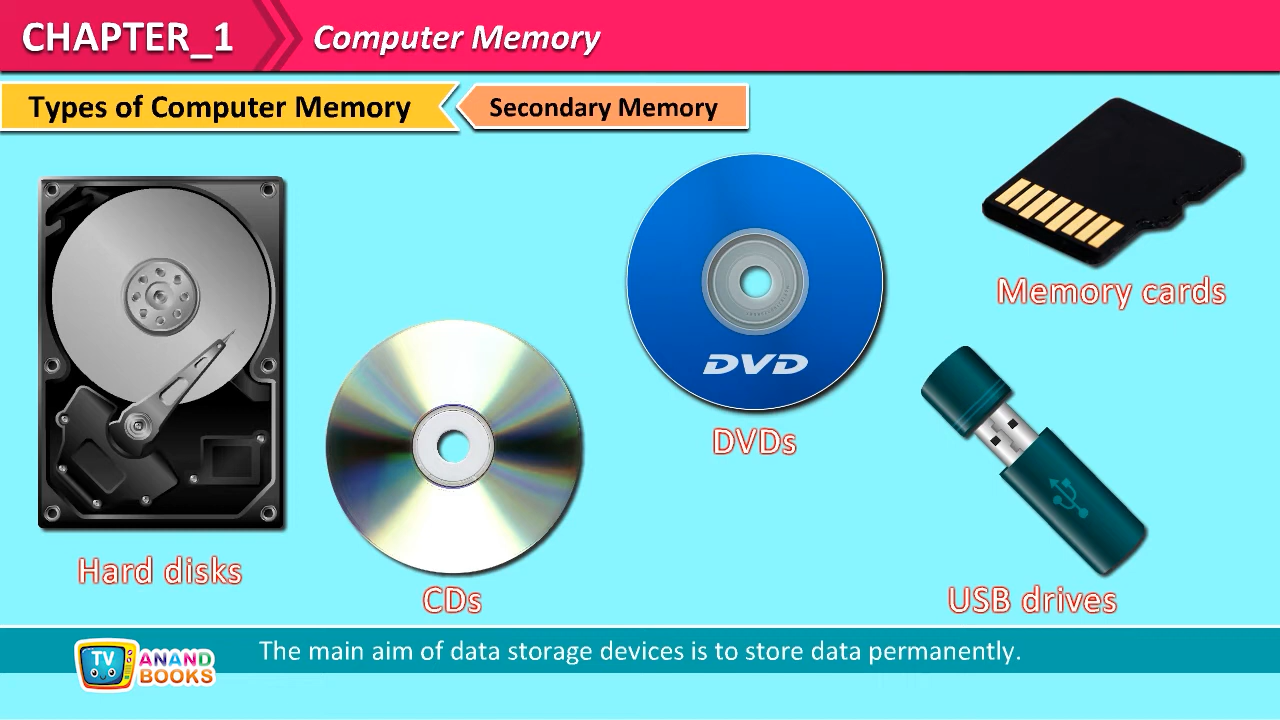 CHAPTER_1
Computer Memory
Types of Computer Memory
Secondary Memory
Memory cards
DVD
DVDs
Hard disks
CDs
USB drives
The main aim of data storage devices is to store data permanently.
TV
ANAND
BOOKS